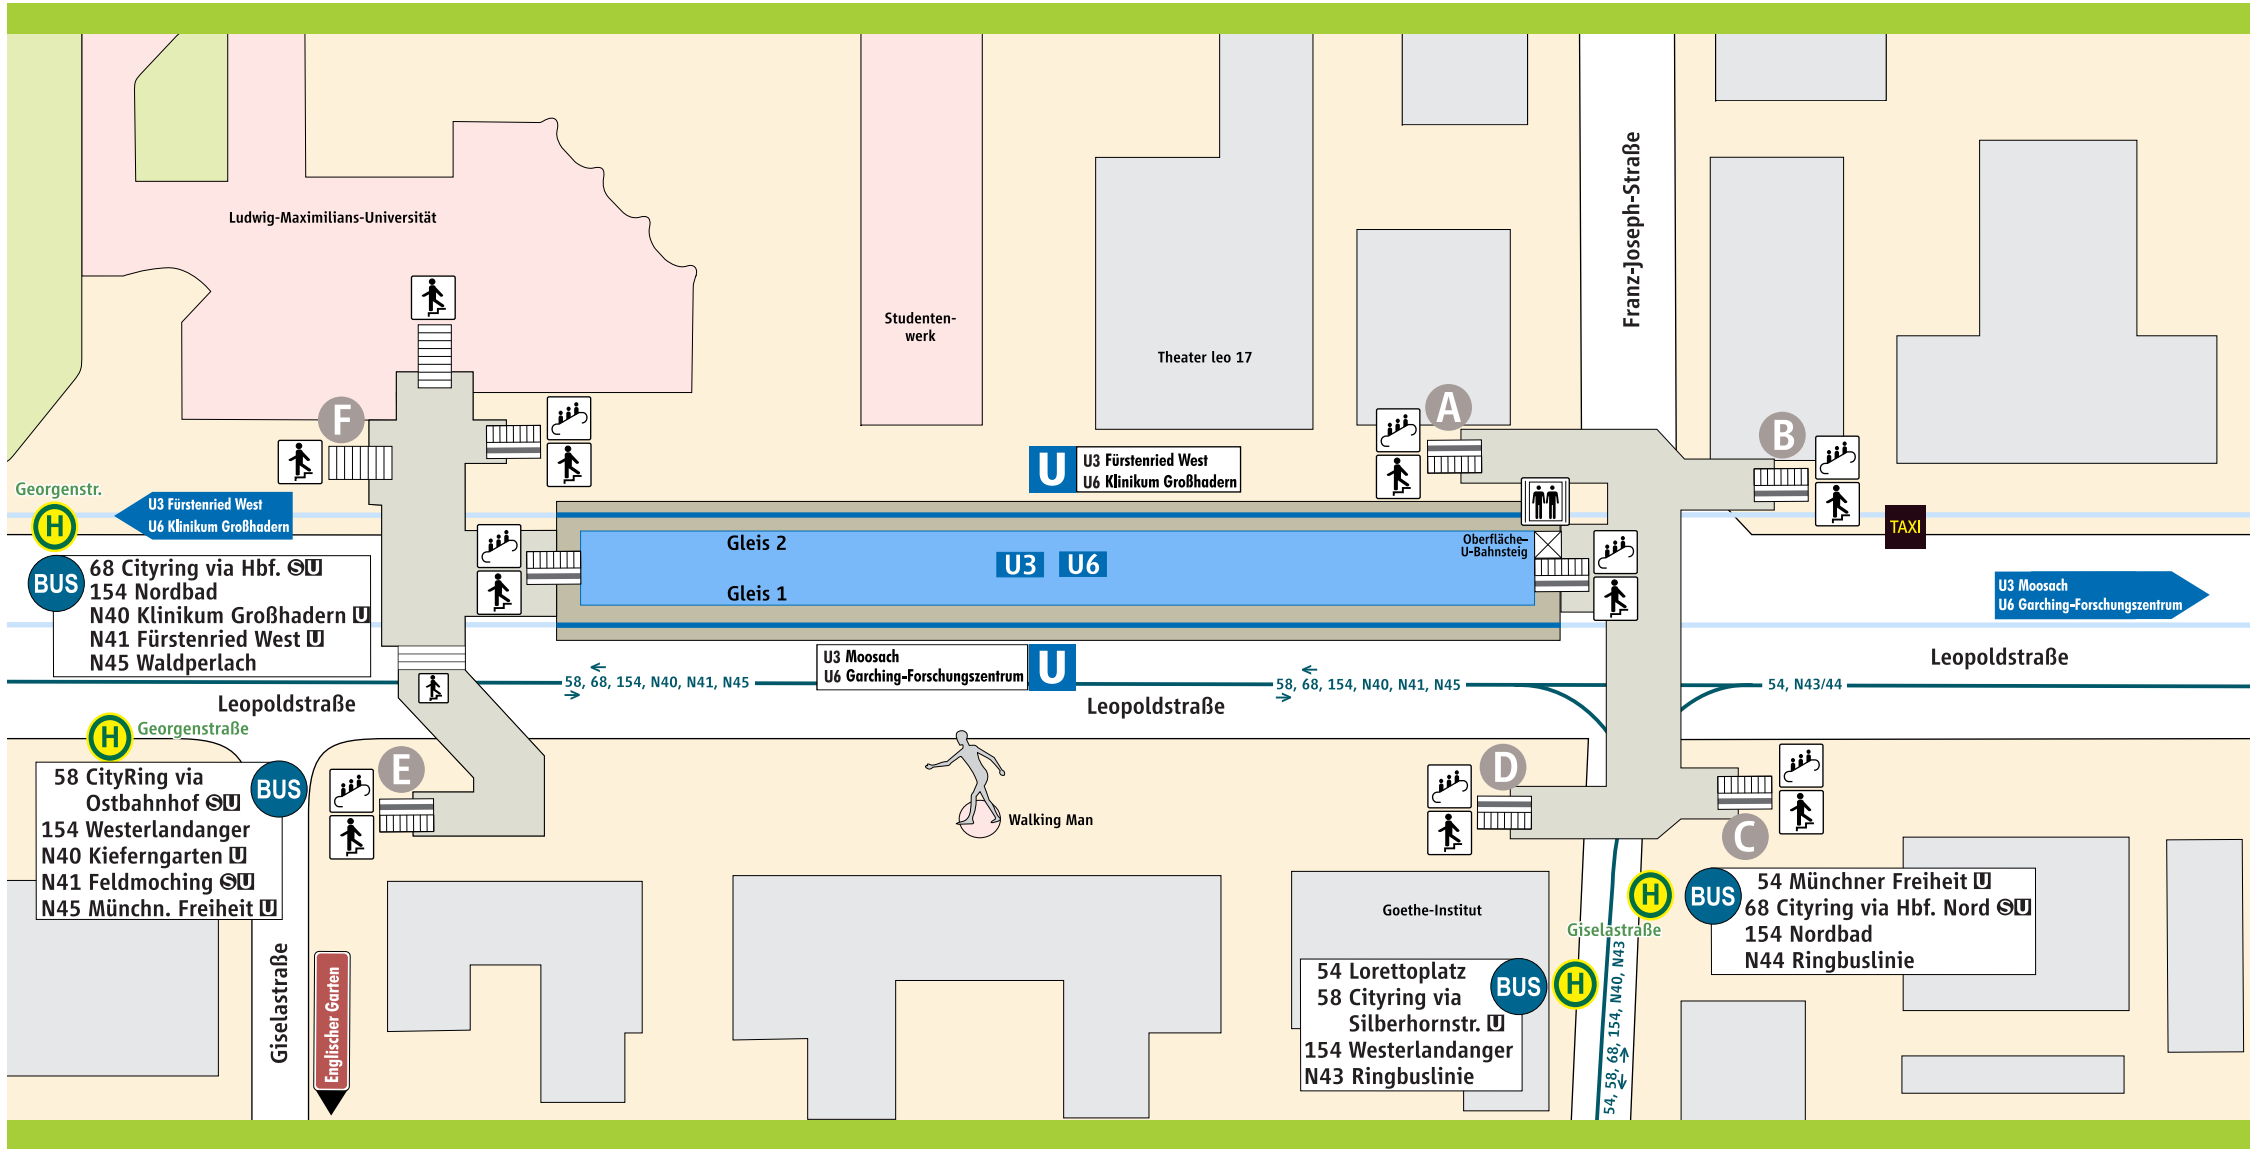 Ludwig-Maximilians-Universität
Studenten-
werk
Theater leo 17
Franz-Joseph-Straße
F
A
B
U
U3 Fürstenried West
U6 Klinikum Großhadern
Georgenstr.
H
U3 Fürstenried West
U6 Klinikum Großhadern
TAXI
Gleis 2
Gleis 1
U3 U6
Oberfläche–
U-Bahnsteig
BUS
68 Cityring via Hbf. S U
154 Nordbad
N40 Klinikum Großhadern U
N41 Fürstenried West U
N45 Waldperlach
U3 Moosach
U6 Garching-Forschungszentrum
U3 Moosach
U6 Garching-Forschungszentrum
U
Leopoldstraße
58, 68, 154, N40, N41, N45
58, 68, 154, N40, N41, N45
54, N43/44
Leopoldstraße
Leopoldstraße
H
Georgenstraße
BUS
58 CityRing via
Ostbahnhof S U
154 Westerlandanger
N40 Kieferngarten U
N41 Feldmoching S U
N45 Münchn. Freiheit U
E
D
C
Walking Man
Giselastraße
Englischer Garten
Goethe-Institut
H
Giselastraße
BUS
54 Münchner Freiheit U
68 Cityring via Hbf. Nord S U
154 Nordbad
N44 Ringbuslinie
54 Lorettoplatz
58 Cityring via
Silberhornstr. U
154 Westerlandanger
N43 Ringbuslinie
BUS
H
54, 58, 68, 154, N40, N43